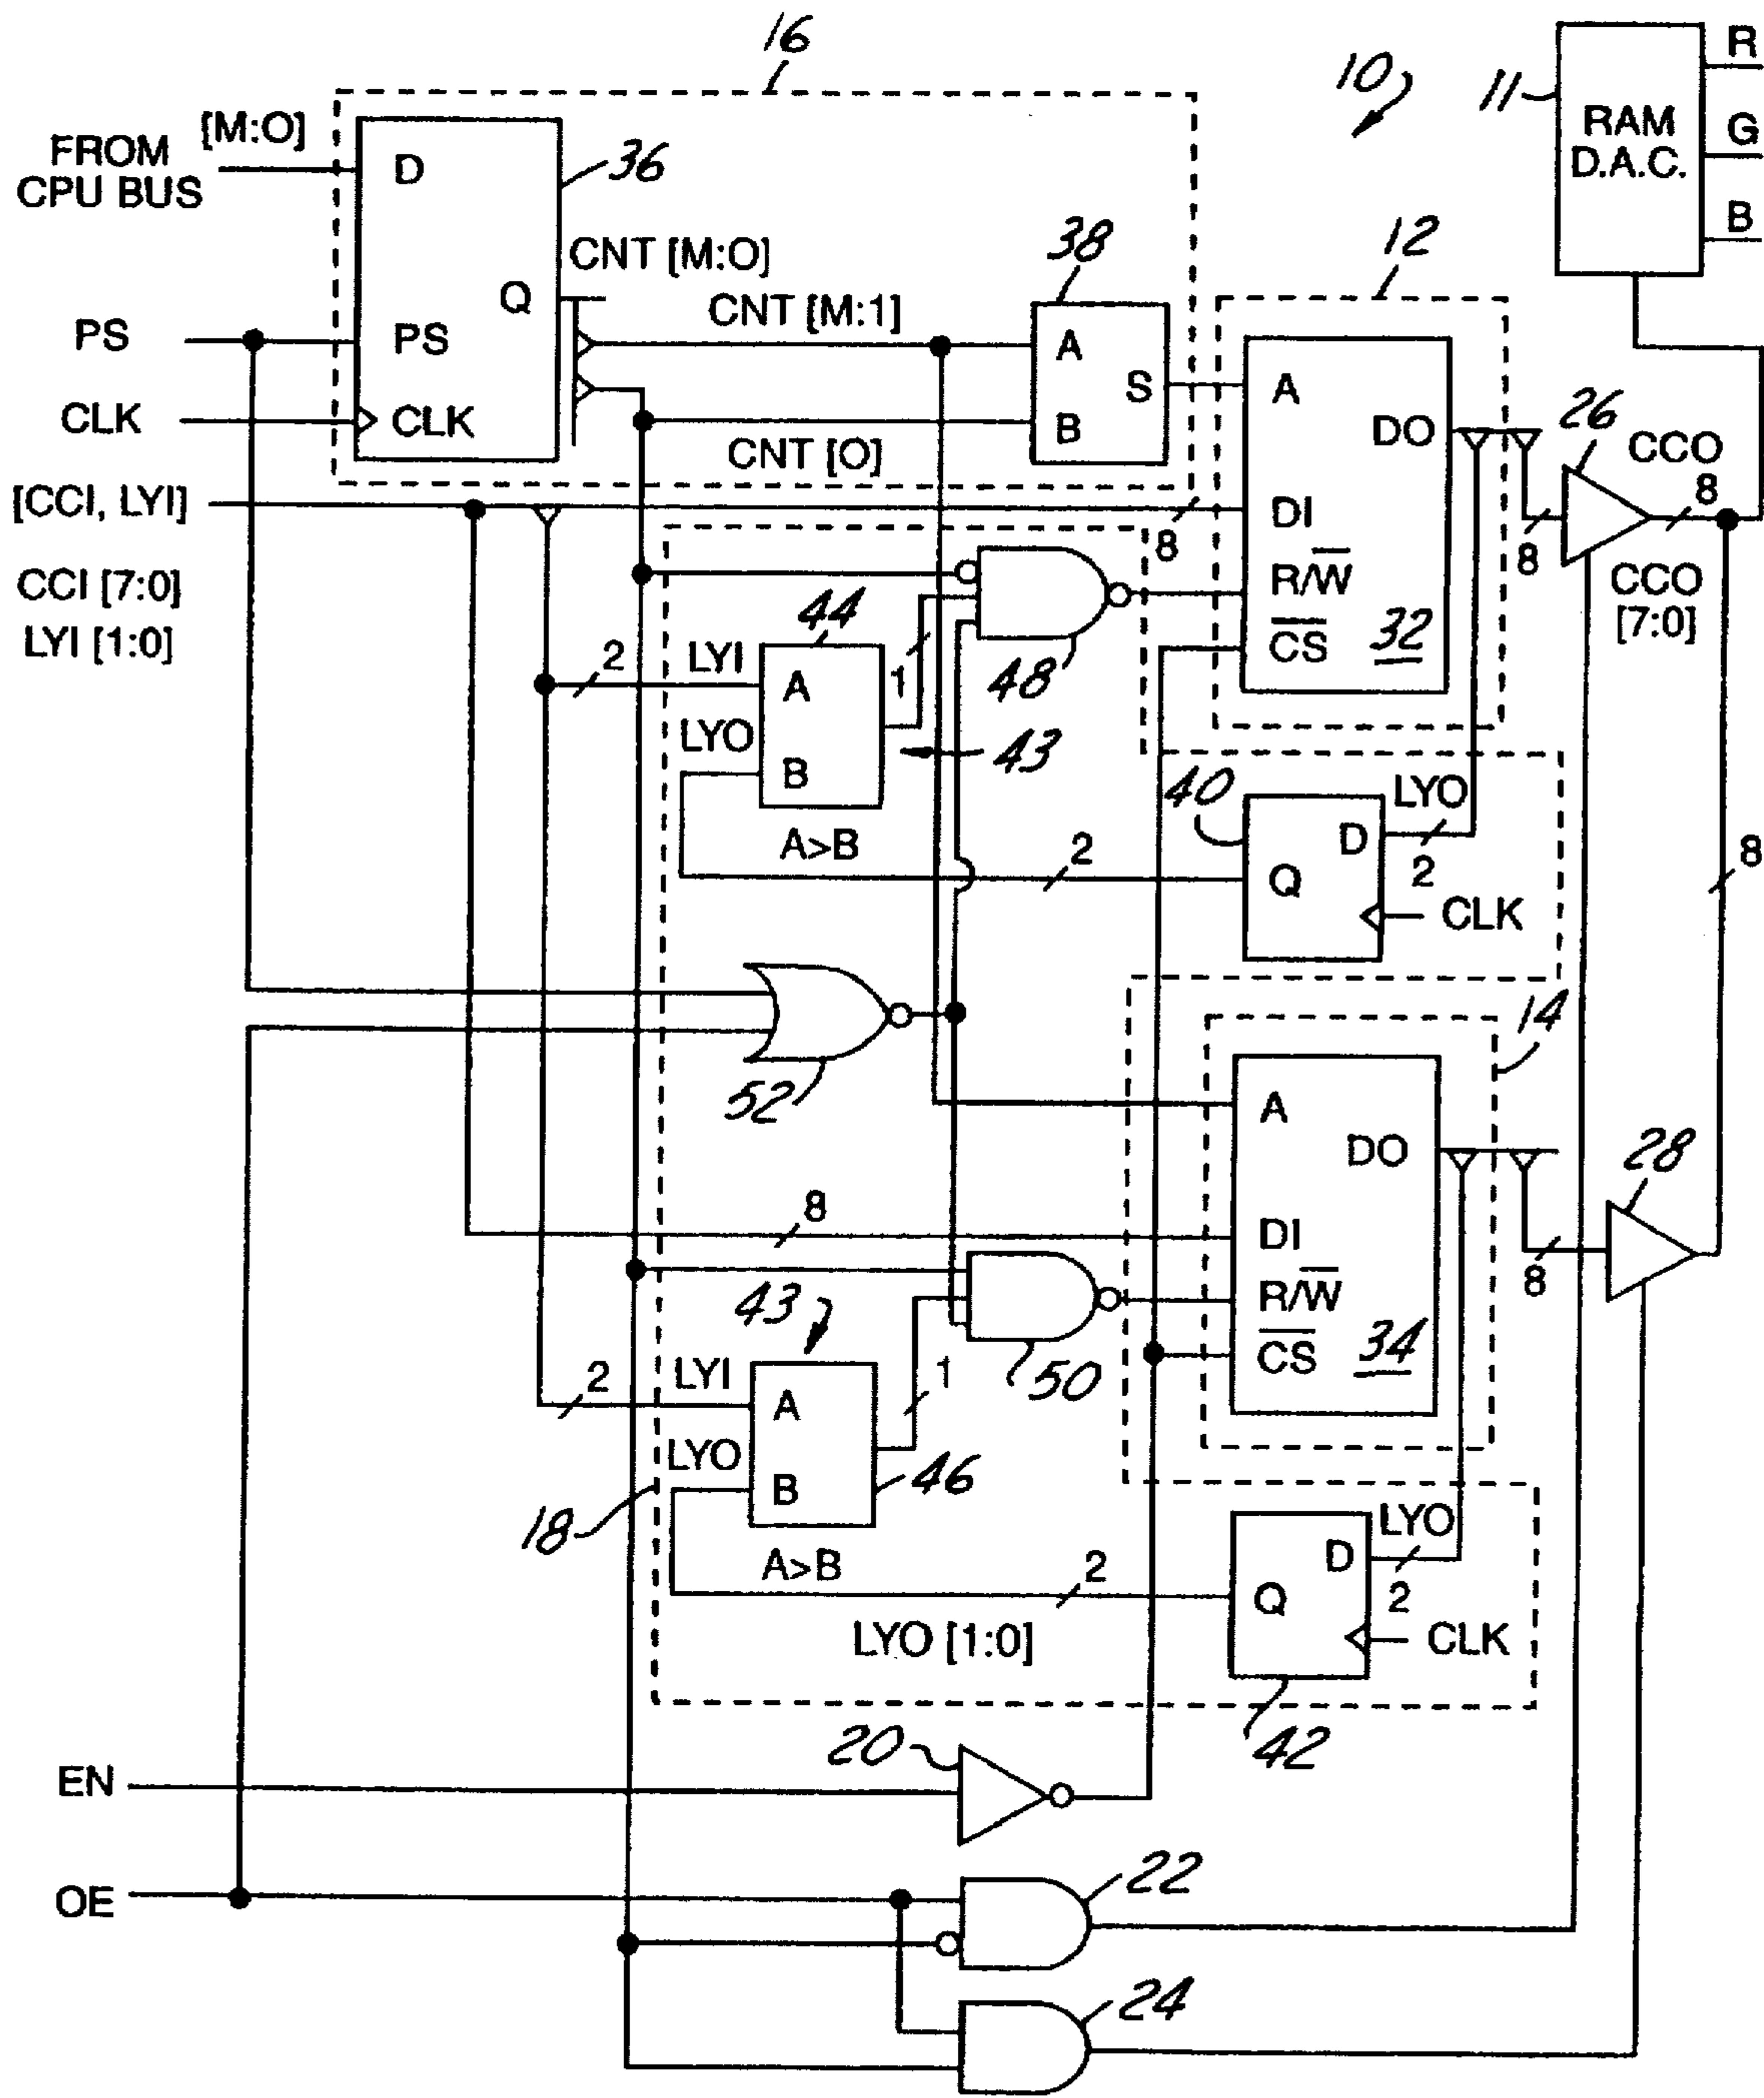 16
10
11
RAM
D.A.C.
R
G
B
FROM
CPU BUS
[M:O]
D
36
Q
PS
CLK
PS
CLK
CNT [M:O]
CNT [M:1]
CNT [O]
38
A
B
S
12
A
DO
DI
R/W
CS
32
26
CCO
8
8
CCO
[7:0]
[CCI, LYI]
8
CCI [7:0]
LYI [1:0]
44
2
LYI
A
LYO
B
A>B
1
48
43
40
LYO
D
2
Q
CLK
2
8
52
14
A
DO
DI
R/W
CS
34
8
28
8
43
50
2
LYI
A
1
LYO
B
46
18
A>B
2
LYO [1:0]
LYO
D
2
Q
CLK
42
20
EN
OE
22
24